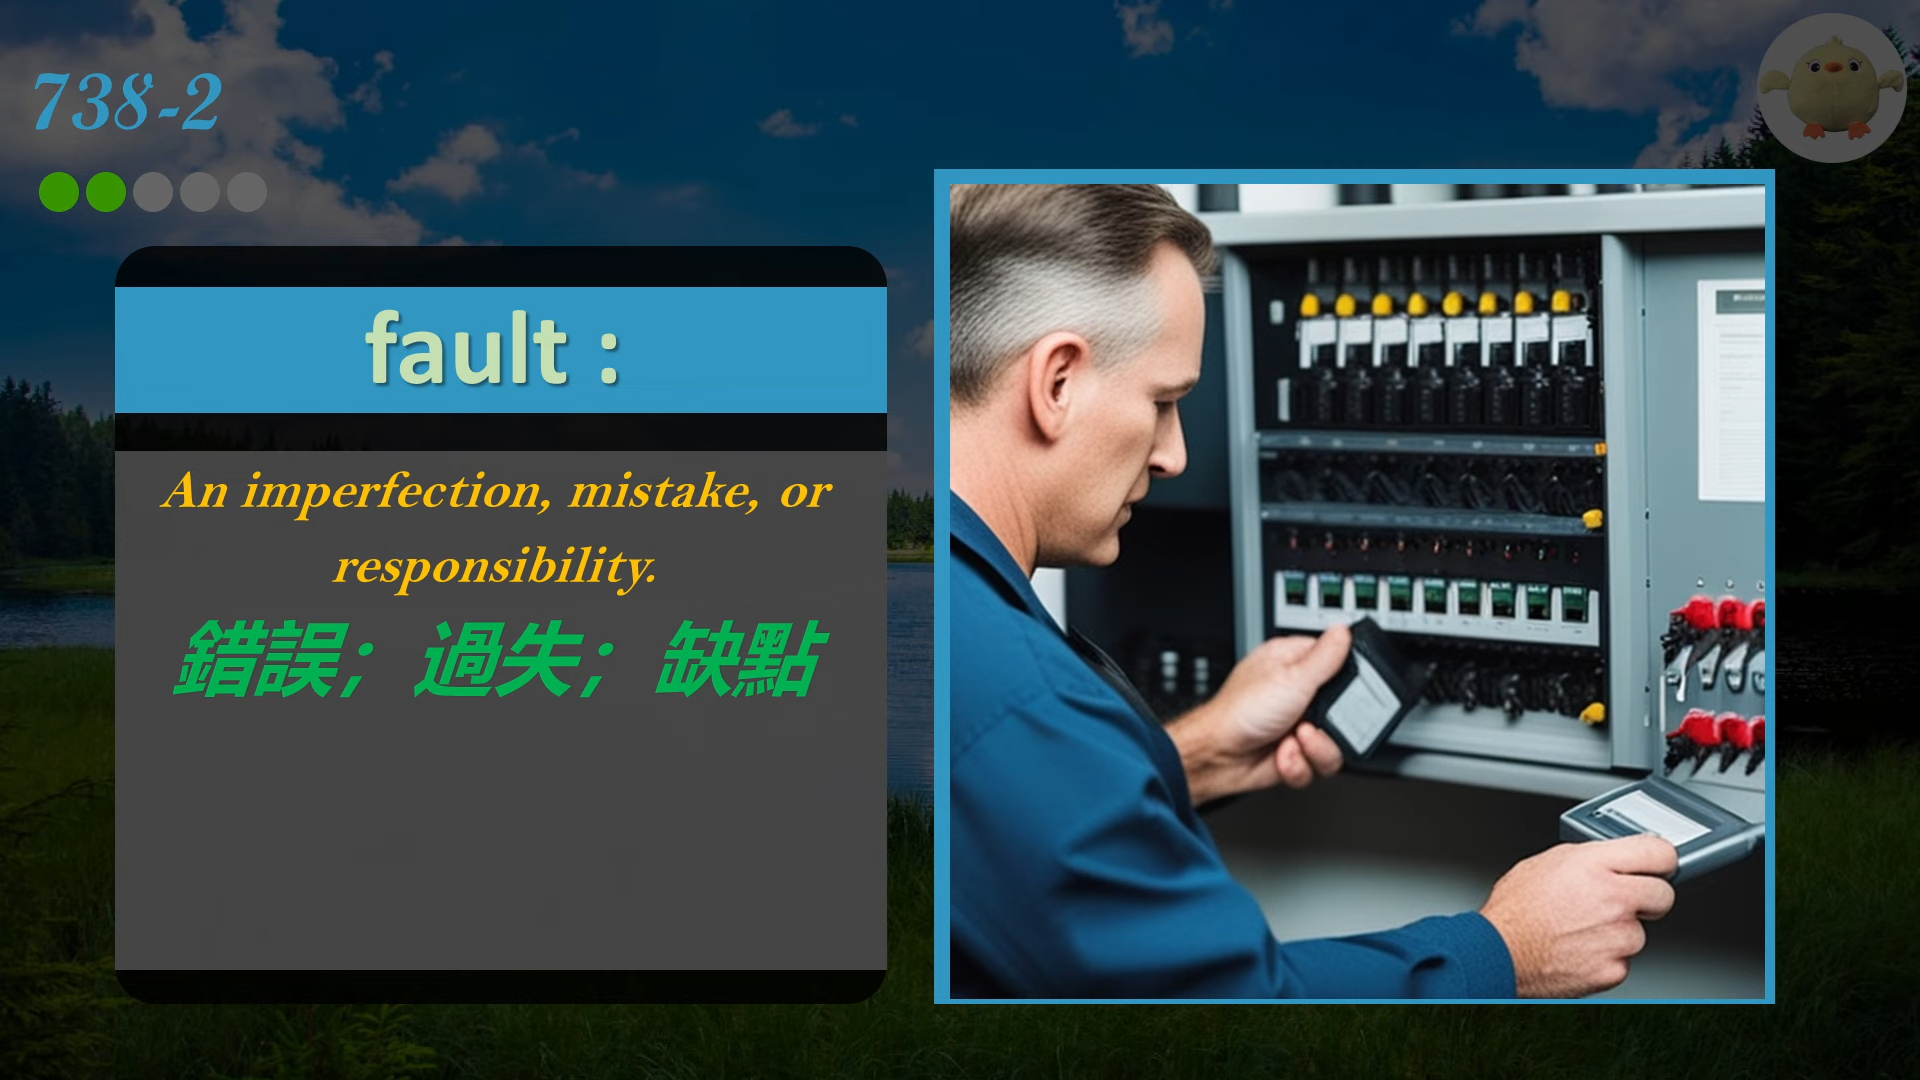 738-2
fault :
An imperfection, mistake, or
responsibility.
錯誤；過失；缺點